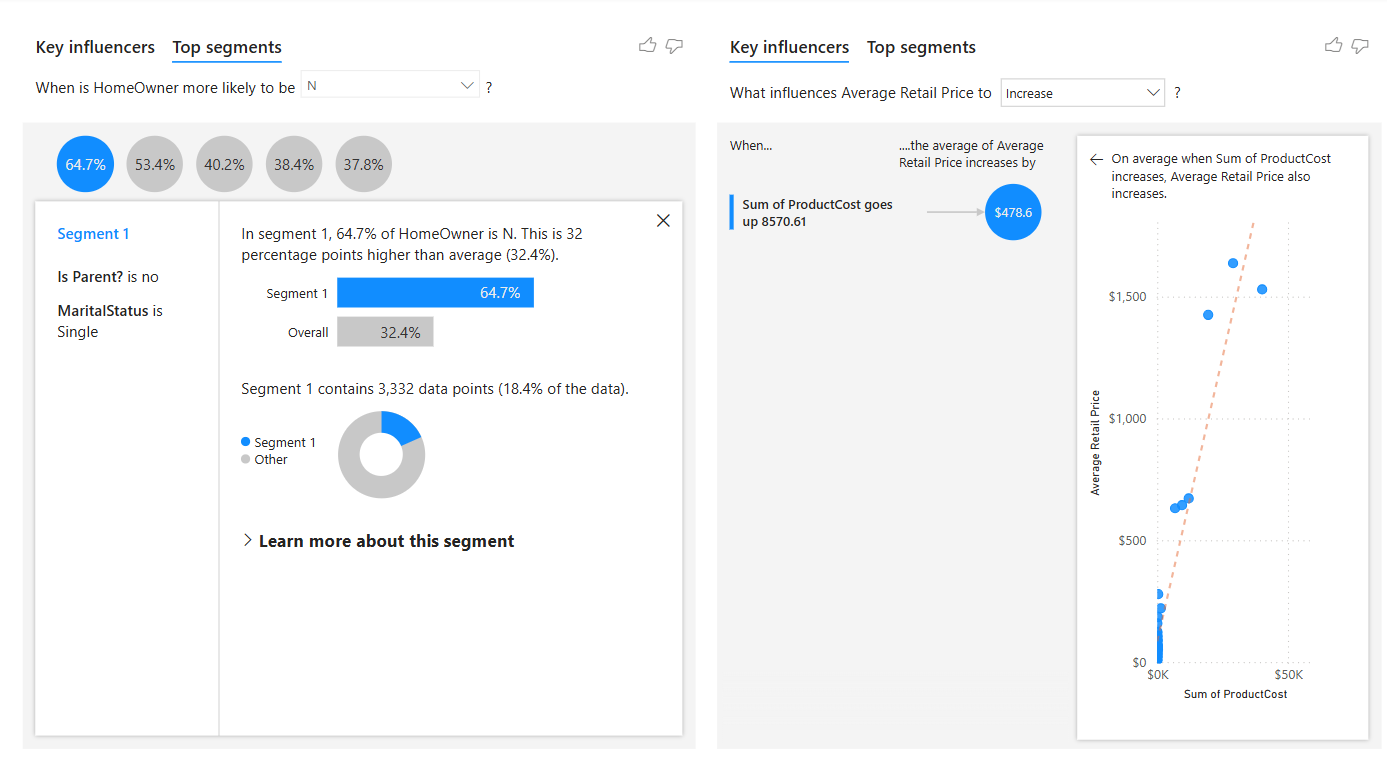 Key influencers
Top segments
When is HomeOwner more likely to be
N
?
64.7%
53.4%
40.2%
38.4%
37.8%
Segment 1
Is Parent? is no
MaritalStatus is
Single
In segment 1, 64.7% of HomeOwner is N. This is 32
percentage points higher than average (32.4%).
Segment 1
64.7%
Overall
32.4%
Segment 1 contains 3,332 data points (18.4% of the data).
Segment 1
Other
Learn more about this segment
Key influencers
Top segments
What influences Average Retail Price to
Increase
?
When...
....the average of Average
Retail Price increases by
Sum of ProductCost goes
up 8570.61
$478.6
On average when Sum of ProductCost
increases, Average Retail Price also
increases.
Average Retail Price
$1,500
$1,000
$500
$0
$0K
$50K
Sum of ProductCost